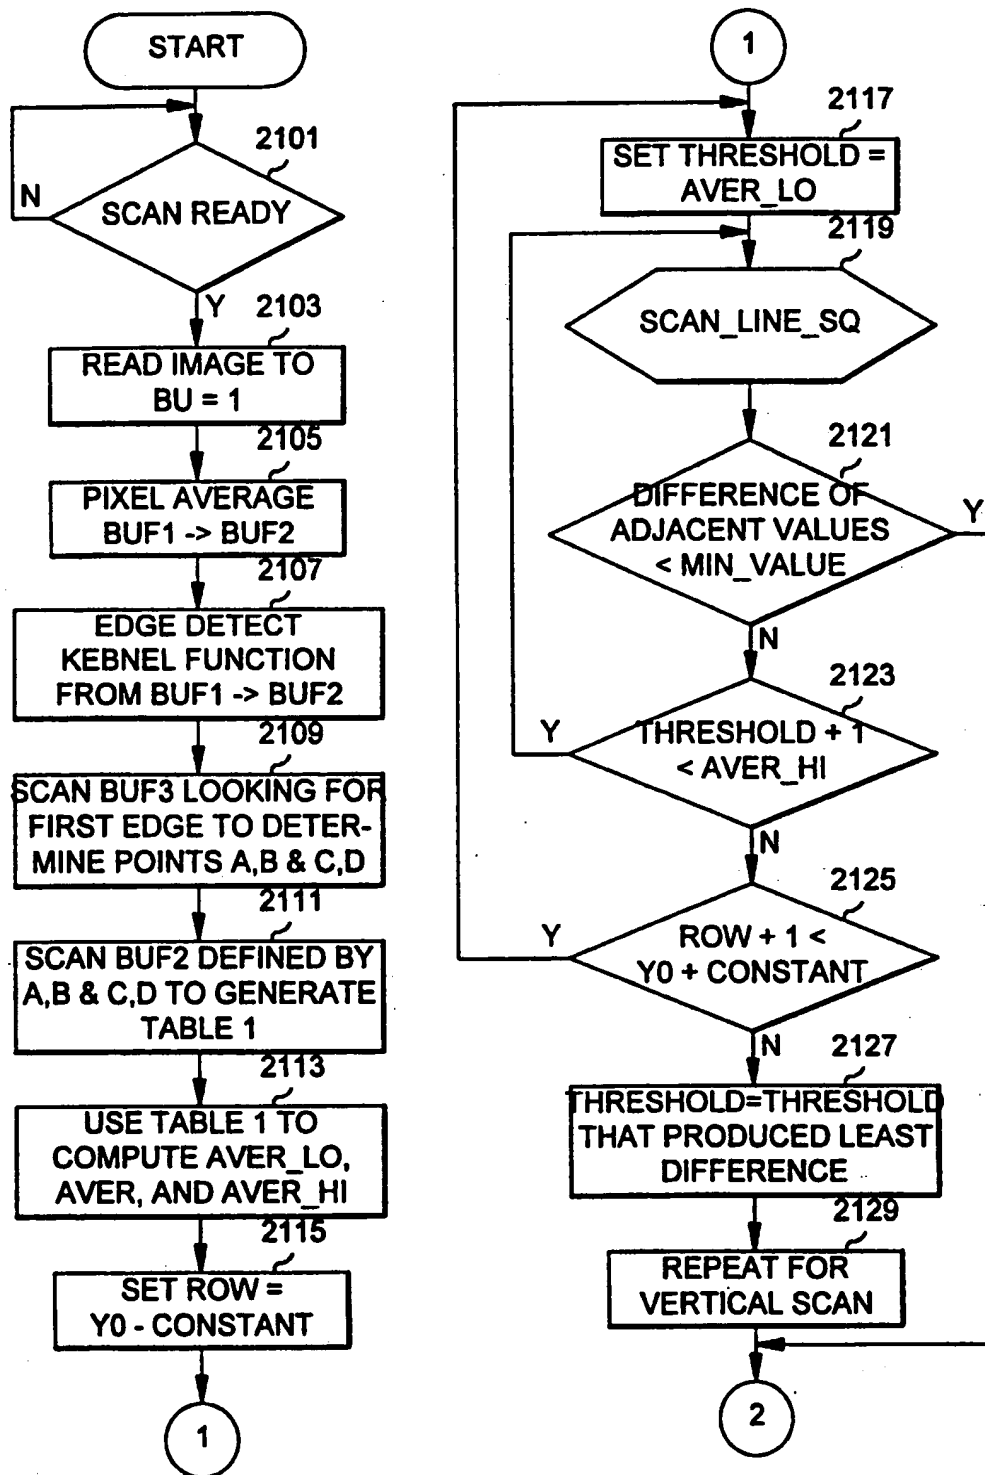 START
2101
N
SCAN READY
Y
2103
READ IMAGE TO
BU = 1
2105
PIXEL AVERAGE
BUF1 -> BUF2
2107
EDGE DETECT
KEBNEL FUNCTION
FROM BUF1 -> BUF2
2109
SCAN BUF3 LOOKING FOR
FIRST EDGE TO DETER-
MINE POINTS A,B & C,D
2111
SCAN BUF2 DEFINED BY
A,B & C,D TO GENERATE
TABLE 1
2113
USE TABLE 1 TO
COMPUTE AVER_LO,
AVER, AND AVER_HI
2115
SET ROW =
Y0 - CONSTANT
1
1
2117
SET THRESHOLD =
AVER_LO
2119
SCAN_LINE_SQ
2121
DIFFERENCE OF
ADJACENT VALUES
< MIN_VALUE
Y
N
2123
Y
THRESHOLD + 1
< AVER_HI
N
2125
Y
ROW + 1 <
Y0 + CONSTANT
N
2127
THRESHOLD=THRESHOLD
THAT PRODUCED LEAST
DIFFERENCE
2129
REPEAT FOR
VERTICAL SCAN
2